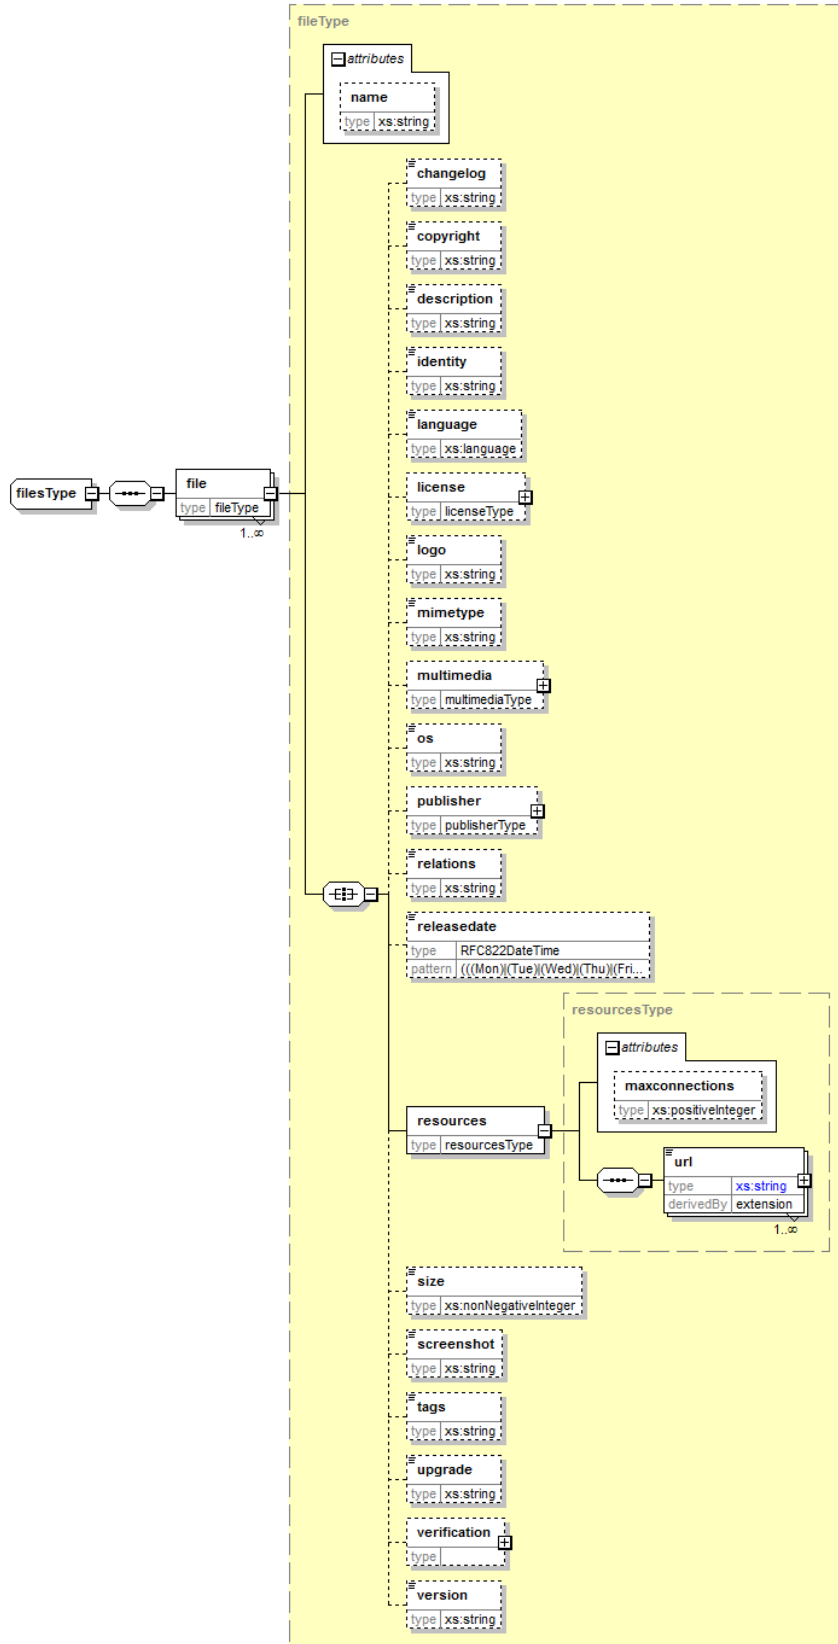 fileType
attributes
name
type xs:string
changelog
type xs:string
copyright
type xs:string
description
type xs:string
identity
type xs:string
language
type xs:language
filesType
file
type fileType
1..∞
license
type licenseType
logo
type xs:string
mimetype
type xs:string
multimedia
type multimediaType
os
type xs:string
publisher
type publisherType
relations
type xs:string
releasedate
type RFC822DateTime
pattern (((Mon)|(Tue)|(Wed)|(Thu)|(Fri...
resourcesType
attributes
maxconnections
type xs:positiveInteger
resources
type resourcesType
url
type xs:string
derivedBy extension
1..∞
size
type xs:nonNegativeInteger
screenshot
type xs:string
tags
type xs:string
upgrade
type xs:string
verification
type
version
type xs:string